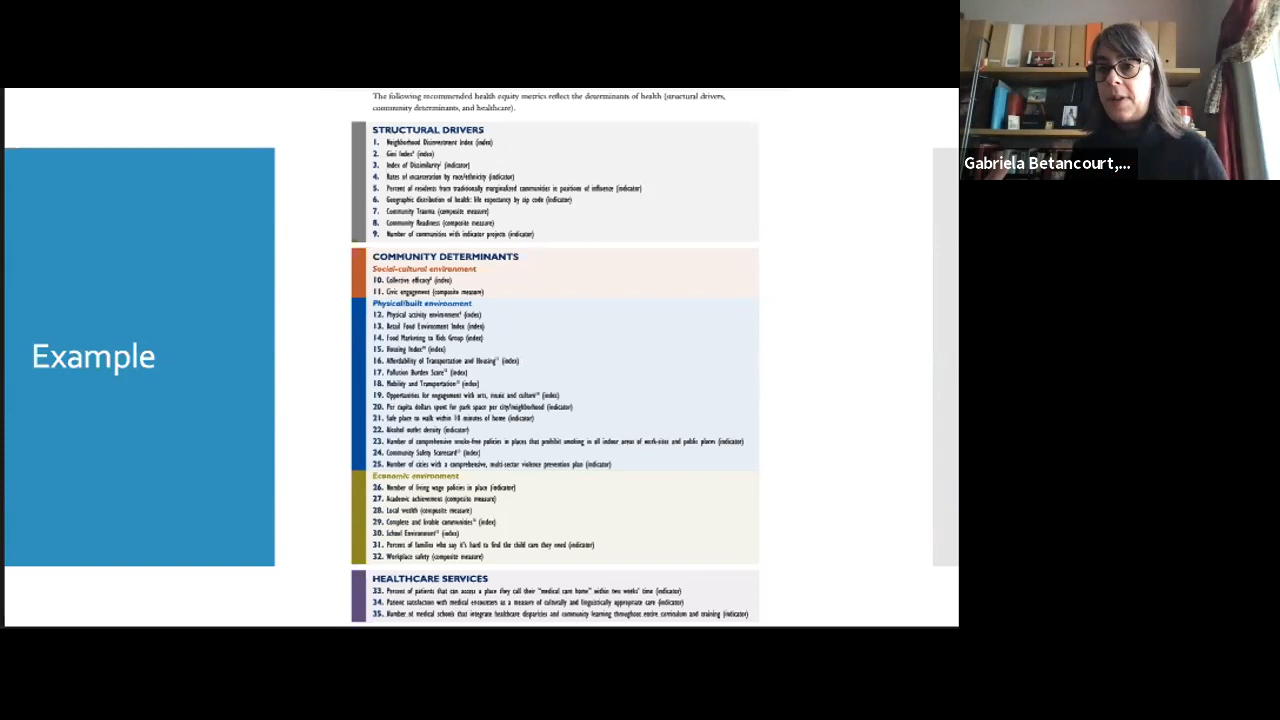 The following recommended health equity metrics reflect the determinants of health (structural drivers,
community determinants, and healthcare).
STRUCTURAL DRIVERS
1. Neighborhood Disinvestment Index (index)
2. Gini Index (index)
3. Index of Dissimilarity (indicator)
4. Rates of incarceration by race/ethnicity (indicator)
5. Percent of residents from traditionally marginalized communities in positions of influence (indicator)
6. Geographic distribution of health: life expectancy by zip code (indicator)
7. Community Trauma (composite measure)
8. Community Readiness (composite measure)
9. Number of communities with indicator projects (indicator)
COMMUNITY DETERMINANTS
Social-cultural environment
10. Collective efficacy (index)
11. Civic engagement (composite measure)
Physical/built environment
12. Physical activity environment (index)
13. Retail Food Environment Index (index)
14. Food Marketing to Kids Group (index)
15. Housing Index (index)
16. Affordability of Transportation and Housing (index)
17. Pollution Burden Score (index)
18. Mobility and Transportation (index)
19. Opportunities for engagement with arts, music and culture (index)
20. Per capita dollars spent for park space per city/neighborhood (indicator)
21. Safe place to walk within 10 minutes of home (indicator)
22. Alcohol outlet density (indicator)
23. Number of comprehensive smoke-free policies in places that prohibit smoking in all indoor areas of work-sites and public places (indicator)
24. Community Safety Scorecard (index)
25. Number of cities with a comprehensive, multi-sector violence prevention plan (indicator)
Economic environment
26. Number of living wage policies in place (indicator)
27. Academic achievement (composite measure)
28. Local wealth (composite measure)
29. Complete and livable communities (index)
30. School Environment (index)
31. Percent of families who say it's hard to find the child care they need (indicator)
32. Workplace safety (composite measure)
HEALTHCARE SERVICES
33. Percent of patients that can access a place they call their "medical care home" within two weeks' time (indicator)
34. Patient satisfaction with medical encounters as a measure of culturally and linguistically appropriate care (indicator)
35. Number of medical schools that integrate healthcare disparities and community learning throughout entire curriculum and training (indicator)
Example
Gabriela Betancourt,...